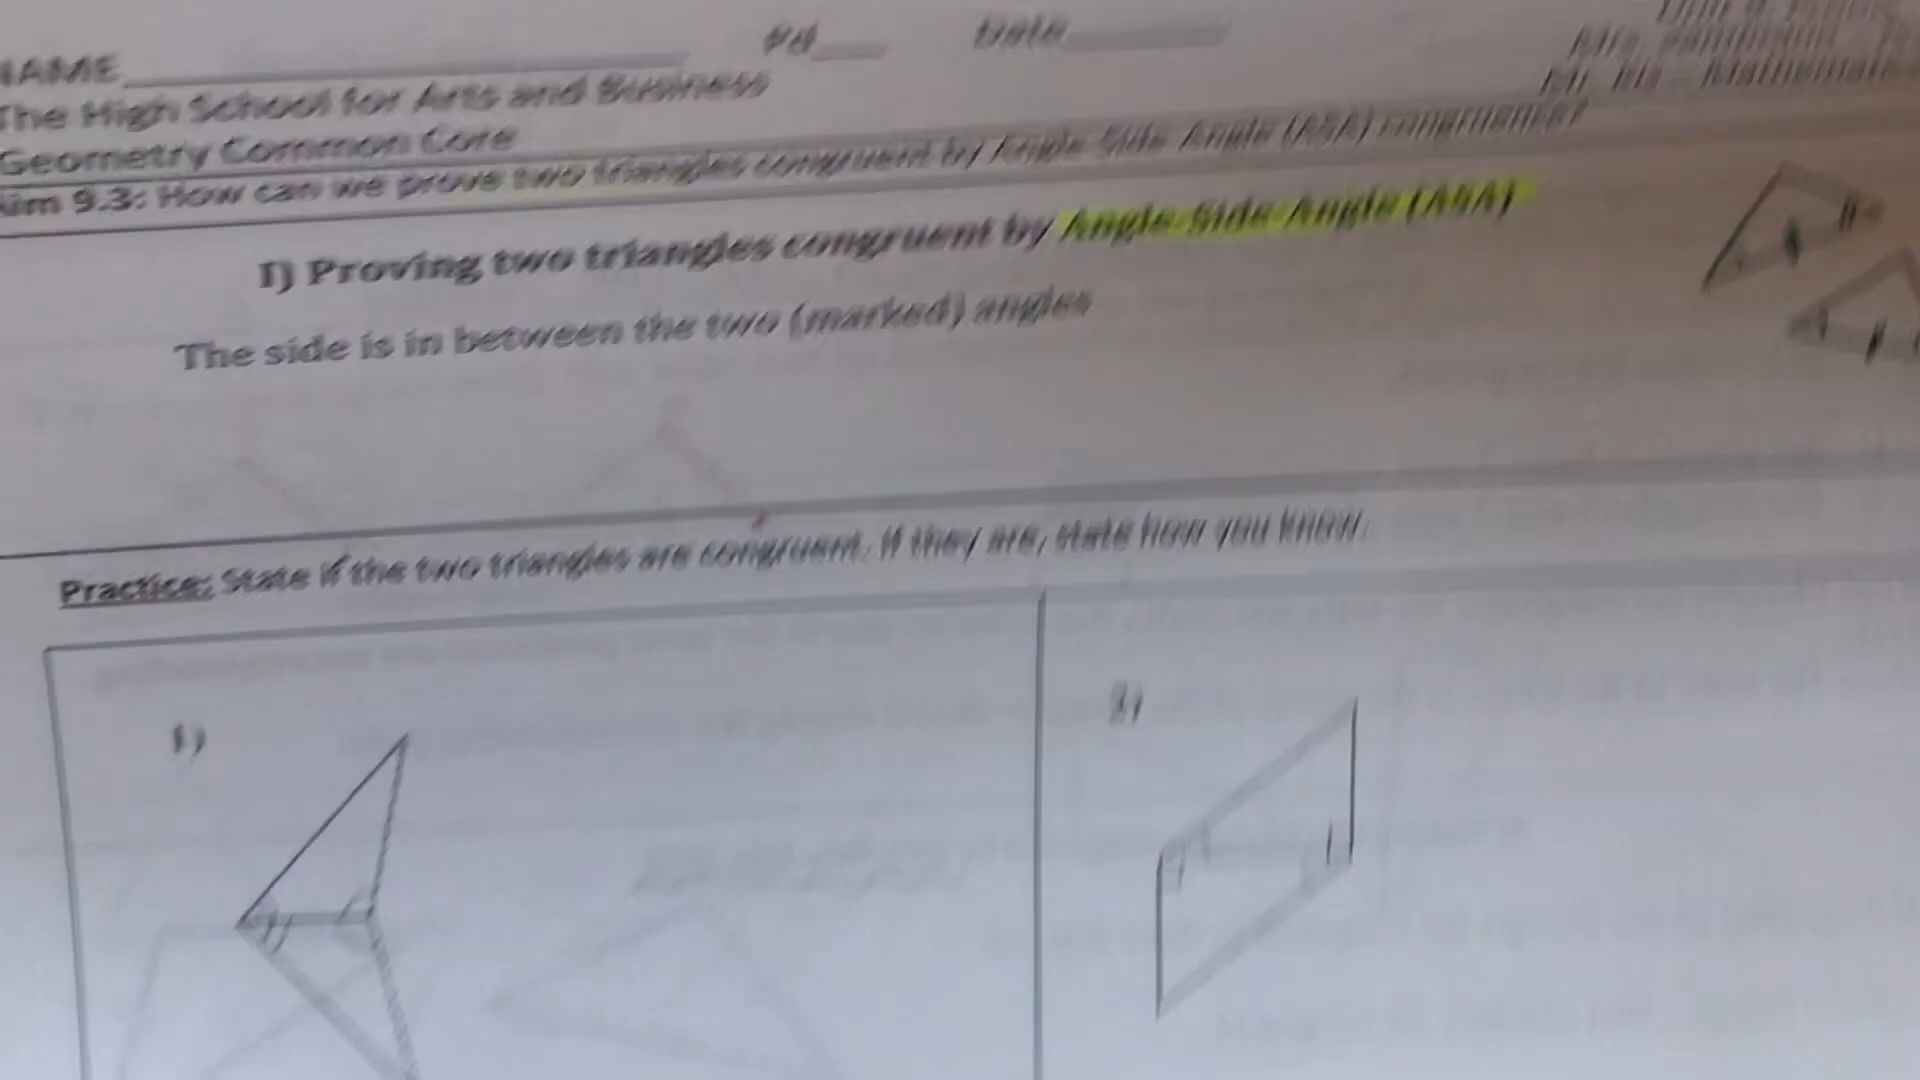 NAME Pd Date
The High School for Arts and Business
Geometry Common Core
Aim 9.3: How can we prove two triangles congruent by Angle-Side-Angle (ASA) congruence?
I) Proving two triangles congruent by Angle-Side-Angle (ASA)
The side is in between the two (marked) angles
Practice: State if the two triangles are congruent. If they are, state how you know.
1)
2)